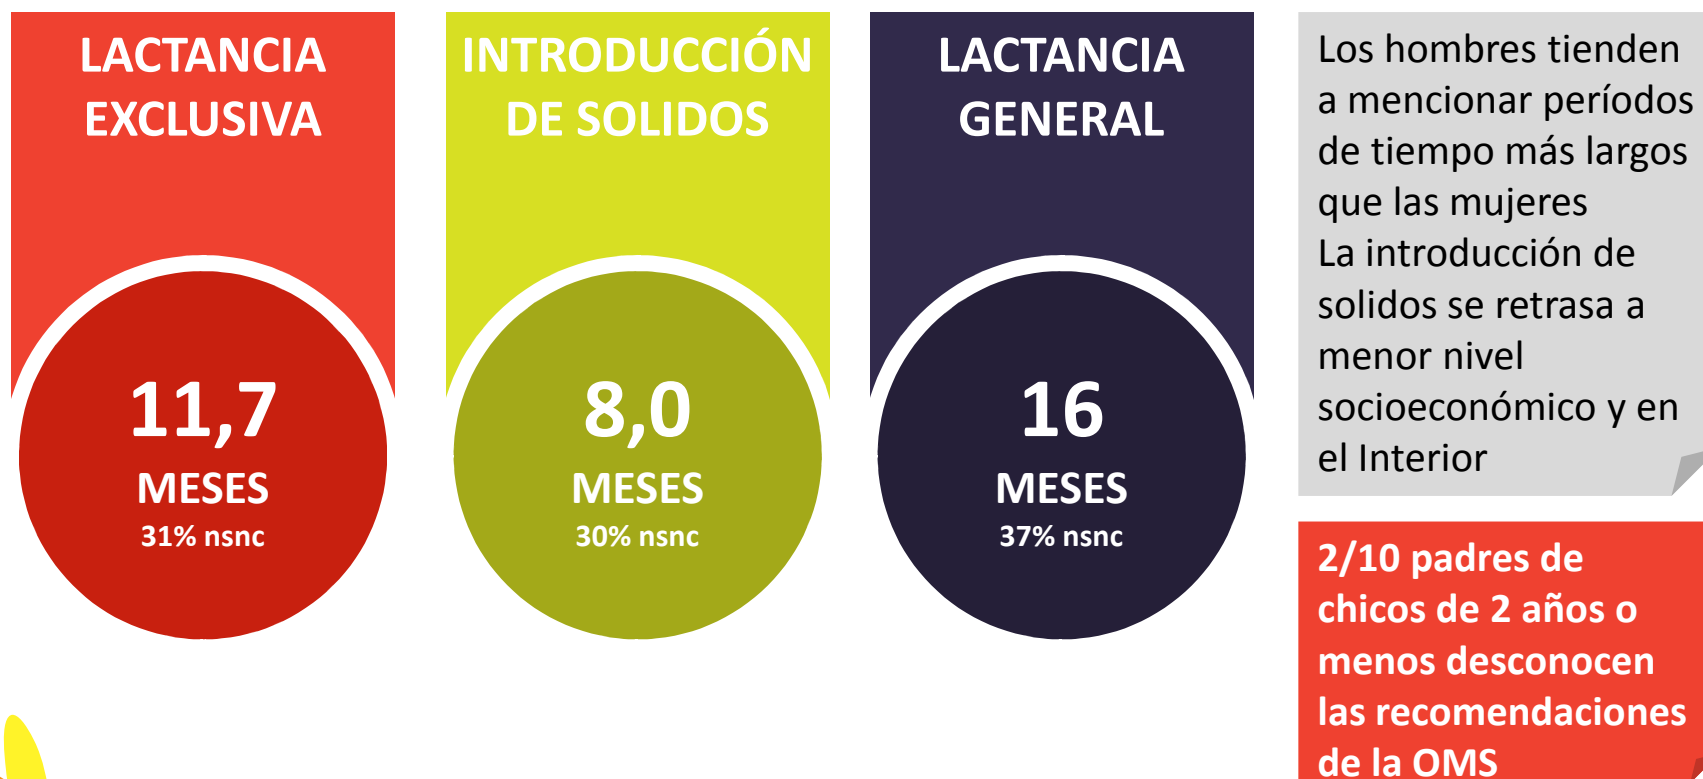 LACTANCIA
EXCLUSIVA
11,7
MESES
31% nsnc
INTRODUCCIÓN
DE SOLIDOS
8,0
MESES
30% nsnc
LACTANCIA
GENERAL
16
MESES
37% nsnc
Los hombres tienden
a mencionar períodos
de tiempo más largos
que las mujeres
La introducción de
solidos se retrasa a
menor nivel
socioeconómico y en
el Interior
2/10 padres de
chicos de 2 años o
menos desconocen
las recomendaciones
de la OMS